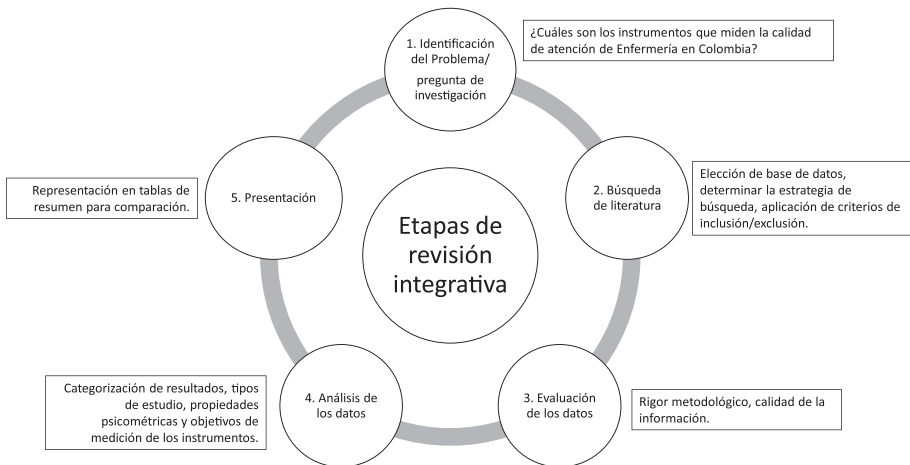 1. Identificación
del Problema/
pregunta de
investigación
¿Cuáles son los instrumentos que miden la calidad
de atención de Enfermería en Colombia?
2. Búsqueda
de literatura
Elección de base de datos,
determinar la estrategia de
búsqueda, aplicación de criterios de
inclusión/exclusión.
3. Evaluación
de los datos
Rigor metodológico, calidad de la
información.
4. Análisis de
los datos
Categorización de resultados, tipos
de estudio, propiedades
psicométricas y objetivos de
medición de los instrumentos.
5. Presentación
Representación en tablas de
resumen para comparación.
Etapas de
revisión
integrativa